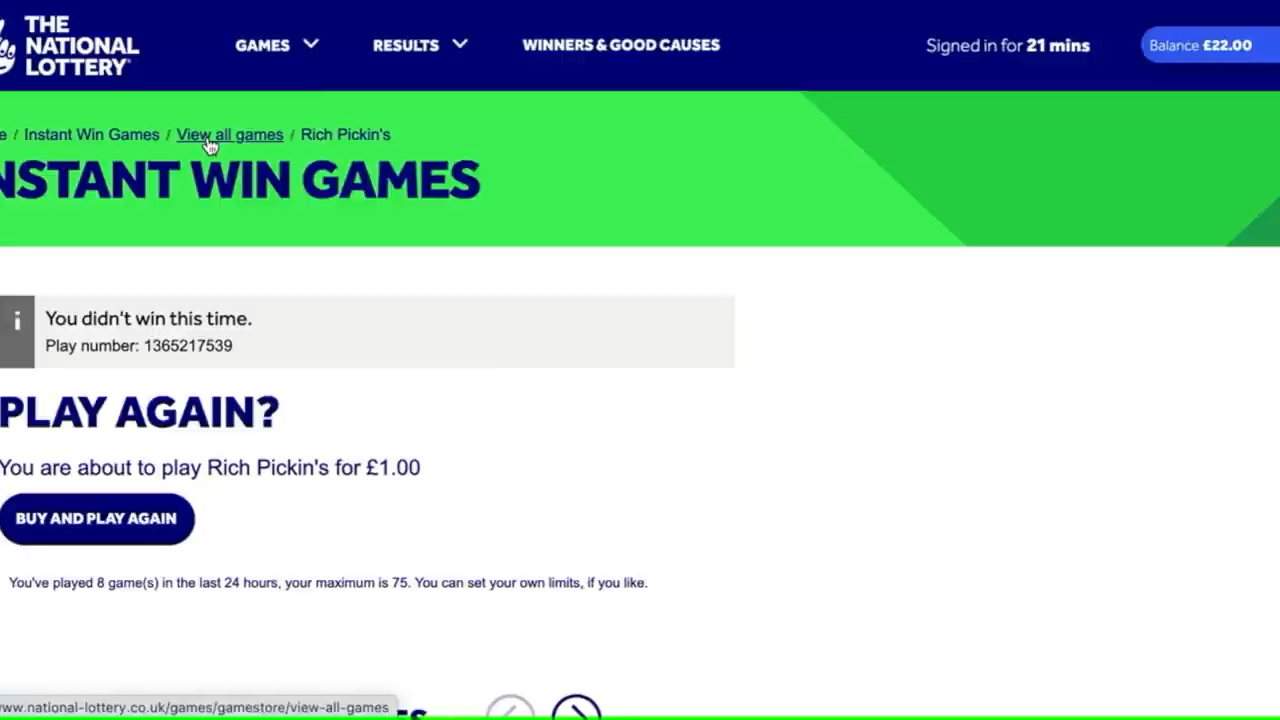 THE
NATIONAL
LOTTERY
GAMES RESULTS WINNERS & GOOD CAUSES Signed in for 21 mins Balance £22.00
e / Instant Win Games / View all games / Rich Pickin's
NSTANT WIN GAMES
i You didn't win this time.
Play number: 1365217539
PLAY AGAIN?
You are about to play Rich Pickin's for £1.00
BUY AND PLAY AGAIN
You've played 8 game(s) in the last 24 hours, your maximum is 75. You can set your own limits, if you like.
ww.national-lottery.co.uk/games/gamestore/view-all-games